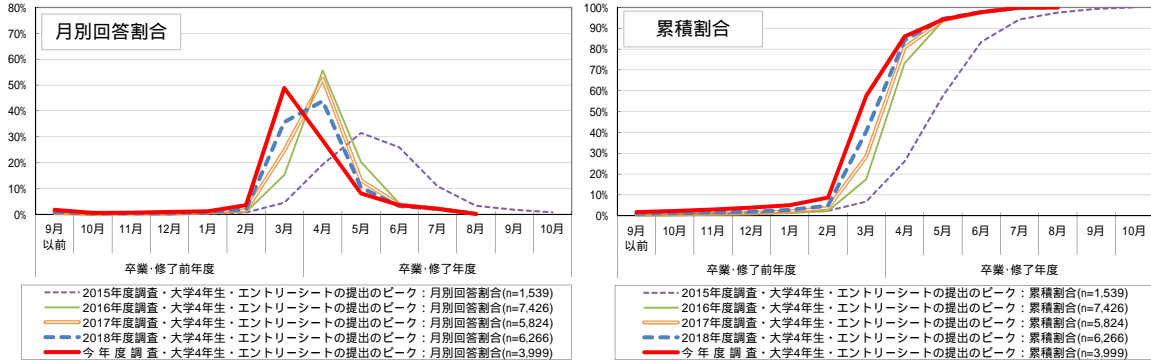 月別回答割合
80%
70%
60%
50%
40%
30%
20%
10%
0%
9月 10月 11月 12月 1月 2月 3月 4月 5月 6月 7月 8月 9月 10月
以前
卒業・修了前年度 卒業・修了年度
2015年度調査・大学4年生・エントリーシートの提出のピーク：月別回答割合(n=1,539)
2016年度調査・大学4年生・エントリーシートの提出のピーク：月別回答割合(n=7,426)
2017年度調査・大学4年生・エントリーシートの提出のピーク：月別回答割合(n=5,824)
2018年度調査・大学4年生・エントリーシートの提出のピーク：月別回答割合(n=6,266)
今 年 度 調 査・大学4年生・エントリーシートの提出のピーク：月別回答割合(n=3,999)
累積割合
100%
90%
80%
70%
60%
50%
40%
30%
20%
10%
0%
9月 10月 11月 12月 1月 2月 3月 4月 5月 6月 7月 8月 9月 10月
以前
卒業・修了前年度 卒業・修了年度
2015年度調査・大学4年生・エントリーシートの提出のピーク：累積割合(n=1,539)
2016年度調査・大学4年生・エントリーシートの提出のピーク：累積割合(n=7,426)
2017年度調査・大学4年生・エントリーシートの提出のピーク：累積割合(n=5,824)
2018年度調査・大学4年生・エントリーシートの提出のピーク：累積割合(n=6,266)
今 年 度 調 査・大学4年生・エントリーシートの提出のピーク：累積割合(n=3,999)